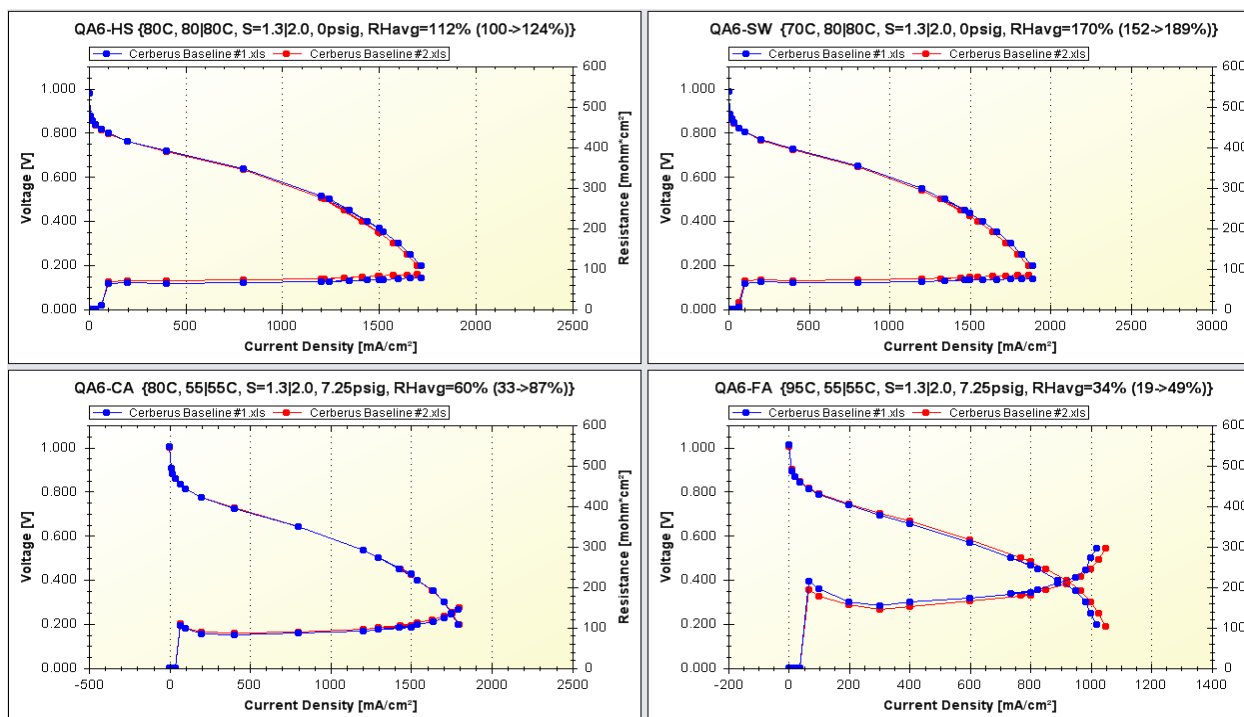 QA6-HS {80C, 80|80C, S=1.3|2.0, 0psig, RHavg=112% (100->124%)}
Cerberus Baseline #1.xls Cerberus Baseline #2.xls
1.000
0.800
0.600
0.400
0.200
0.000
Voltage [V]
600
500
400
300
200
100
0
Resistance [mohm*cm²]
0 500 1000 1500 2000 2500
Current Density [mA/cm²]
QA6-SW {70C, 80|80C, S=1.3|2.0, 0psig, RHavg=170% (152->189%)}
Cerberus Baseline #1.xls Cerberus Baseline #2.xls
1.000
0.800
0.600
0.400
0.200
0.000
Voltage [V]
600
500
400
300
200
100
0
Resistance [mohm*cm²]
0 500 1000 1500 2000 2500 3000
Current Density [mA/cm²]
QA6-CA {80C, 55|55C, S=1.3|2.0, 7.25psig, RHavg=60% (33->87%)}
Cerberus Baseline #1.xls Cerberus Baseline #2.xls
1.000
0.800
0.600
0.400
0.200
0.000
Voltage [V]
600
500
400
300
200
100
0
Resistance [mohm*cm²]
-500 0 500 1000 1500 2000 2500
Current Density [mA/cm²]
QA6-FA {95C, 55|55C, S=1.3|2.0, 7.25psig, RHavg=34% (19->49%)}
Cerberus Baseline #1.xls Cerberus Baseline #2.xls
1.000
0.800
0.600
0.400
0.200
0.000
Voltage [V]
600
500
400
300
200
100
0
Resistance [mohm*cm²]
-200 0 200 400 600 800 1000 1200 1400
Current Density [mA/cm²]